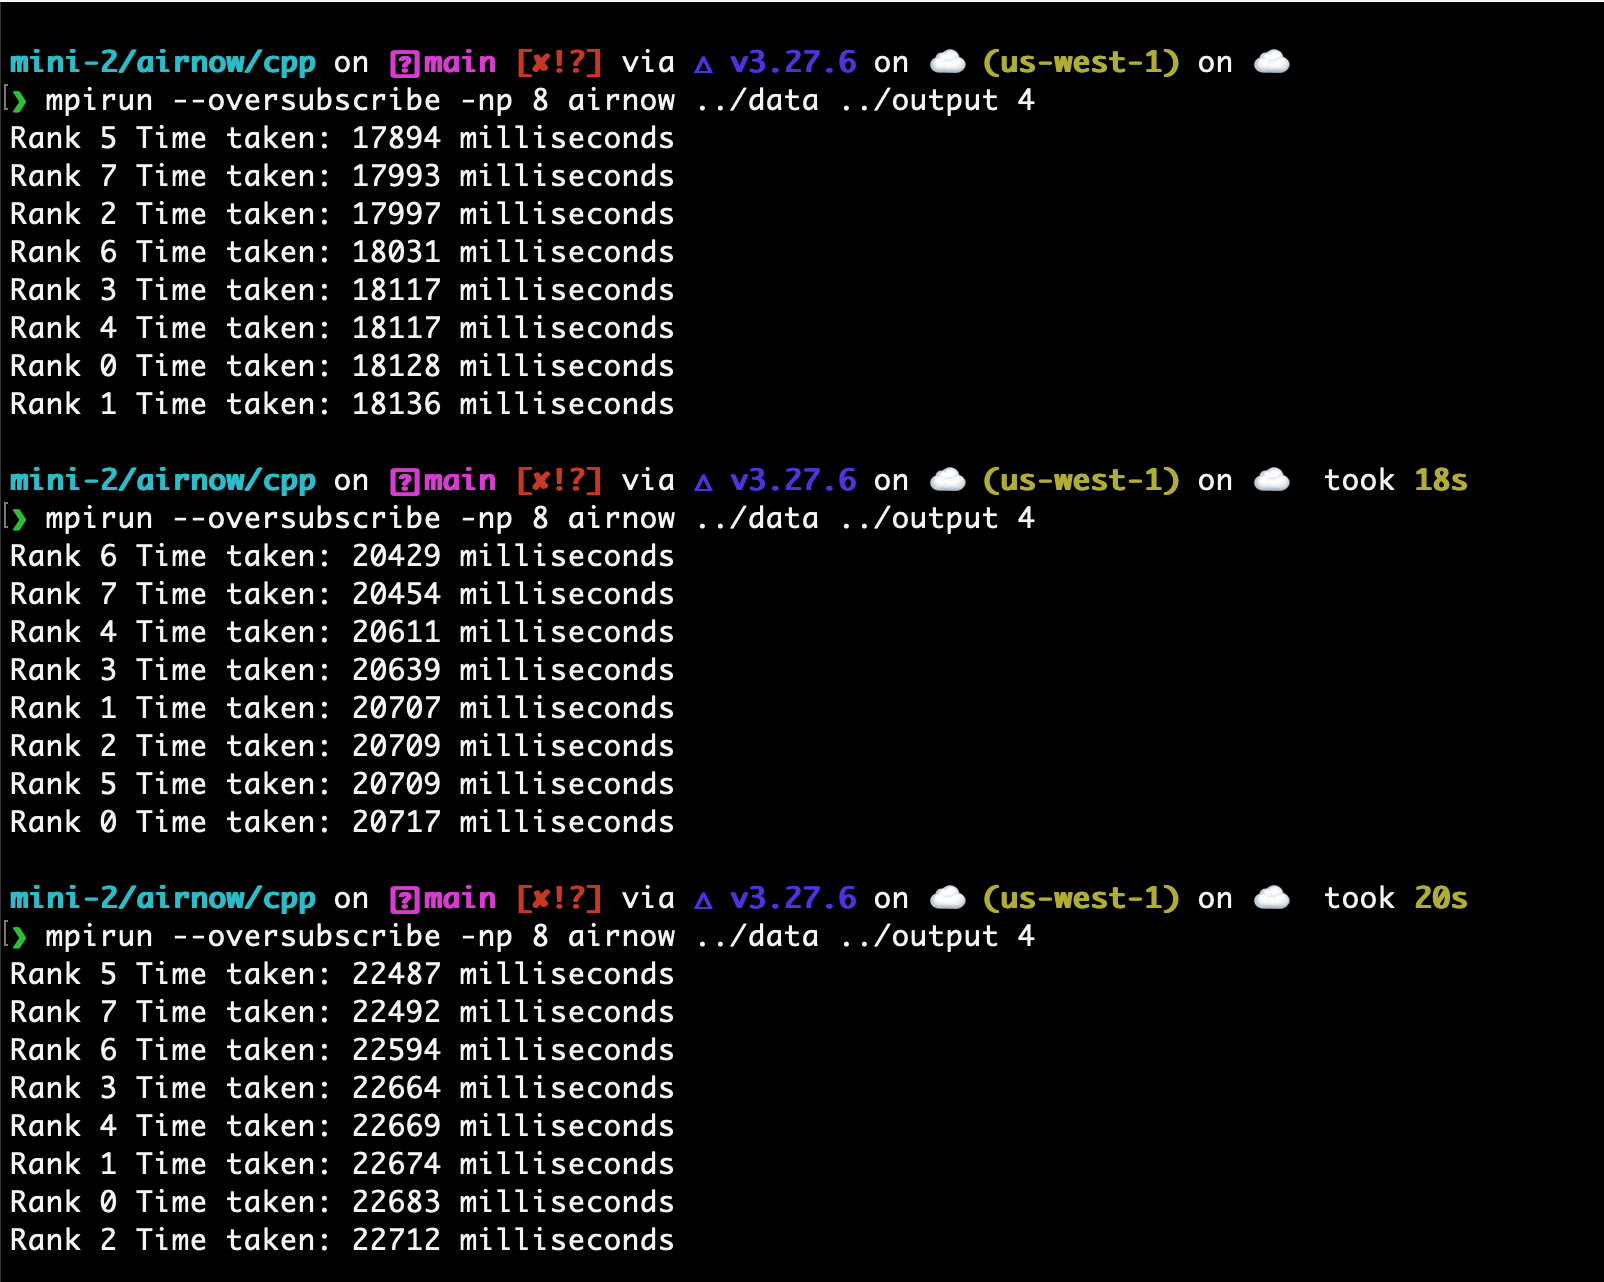 mini-2/airnow/cpp on ⍰main [✘!?] via △ v3.27.6 on ☁️ (us-west-1) on ☁️
❯ mpirun --oversubscribe -np 8 airnow ../data ../output 4
Rank 5 Time taken: 17894 milliseconds
Rank 7 Time taken: 17993 milliseconds
Rank 2 Time taken: 17997 milliseconds
Rank 6 Time taken: 18031 milliseconds
Rank 3 Time taken: 18117 milliseconds
Rank 4 Time taken: 18117 milliseconds
Rank 0 Time taken: 18128 milliseconds
Rank 1 Time taken: 18136 milliseconds
mini-2/airnow/cpp on ⍰main [✘!?] via △ v3.27.6 on ☁️ (us-west-1) on ☁️ took 18s
❯ mpirun --oversubscribe -np 8 airnow ../data ../output 4
Rank 6 Time taken: 20429 milliseconds
Rank 7 Time taken: 20454 milliseconds
Rank 4 Time taken: 20611 milliseconds
Rank 3 Time taken: 20639 milliseconds
Rank 1 Time taken: 20707 milliseconds
Rank 2 Time taken: 20709 milliseconds
Rank 5 Time taken: 20709 milliseconds
Rank 0 Time taken: 20717 milliseconds
mini-2/airnow/cpp on ⍰main [✘!?] via △ v3.27.6 on ☁️ (us-west-1) on ☁️ took 20s
❯ mpirun --oversubscribe -np 8 airnow ../data ../output 4
Rank 5 Time taken: 22487 milliseconds
Rank 7 Time taken: 22492 milliseconds
Rank 6 Time taken: 22594 milliseconds
Rank 3 Time taken: 22664 milliseconds
Rank 4 Time taken: 22669 milliseconds
Rank 1 Time taken: 22674 milliseconds
Rank 0 Time taken: 22683 milliseconds
Rank 2 Time taken: 22712 milliseconds